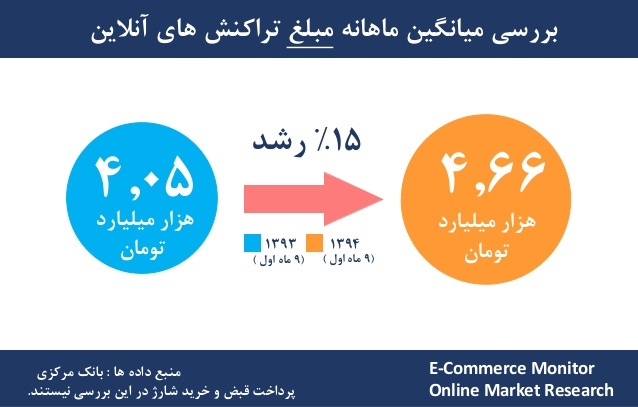 بررسی میانگین ماهانه مبلغ تراکنش های آنلاین
۴,۶۶
هزار میلیارد
تومان
۱۵٪ رشد
۴,۰۵
هزار میلیارد
تومان
۱۳۹۴
(۹ ماه اول)
۱۳۹۳
(۹ ماه اول)
منبع داده ها : بانک مرکزی
پرداخت قبض و خرید شارژ در این بررسی نیستند.
E-Commerce Monitor
Online Market Research